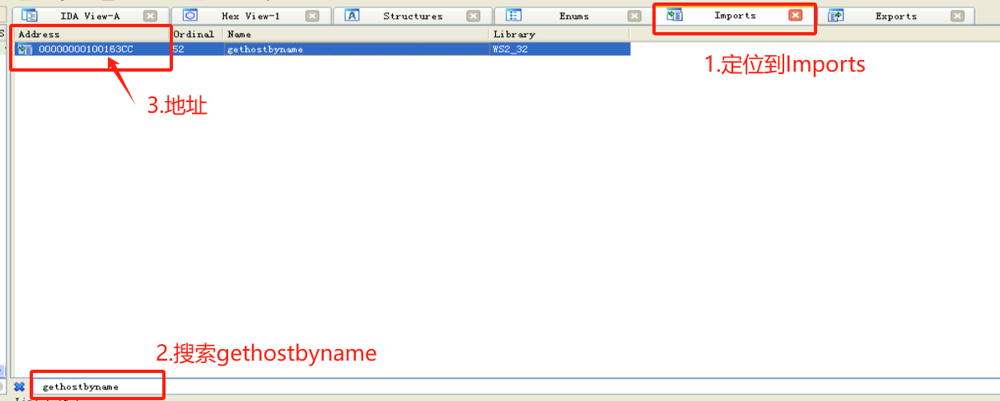 IDA View-A Hex View-1 Structures Enums Imports Exports
Address Ordinal Name Library
00000000100163CC 52 gethostbyname WS2_32
1.定位到Imports
3.地址
2.搜索gethostbyname
gethostbyname